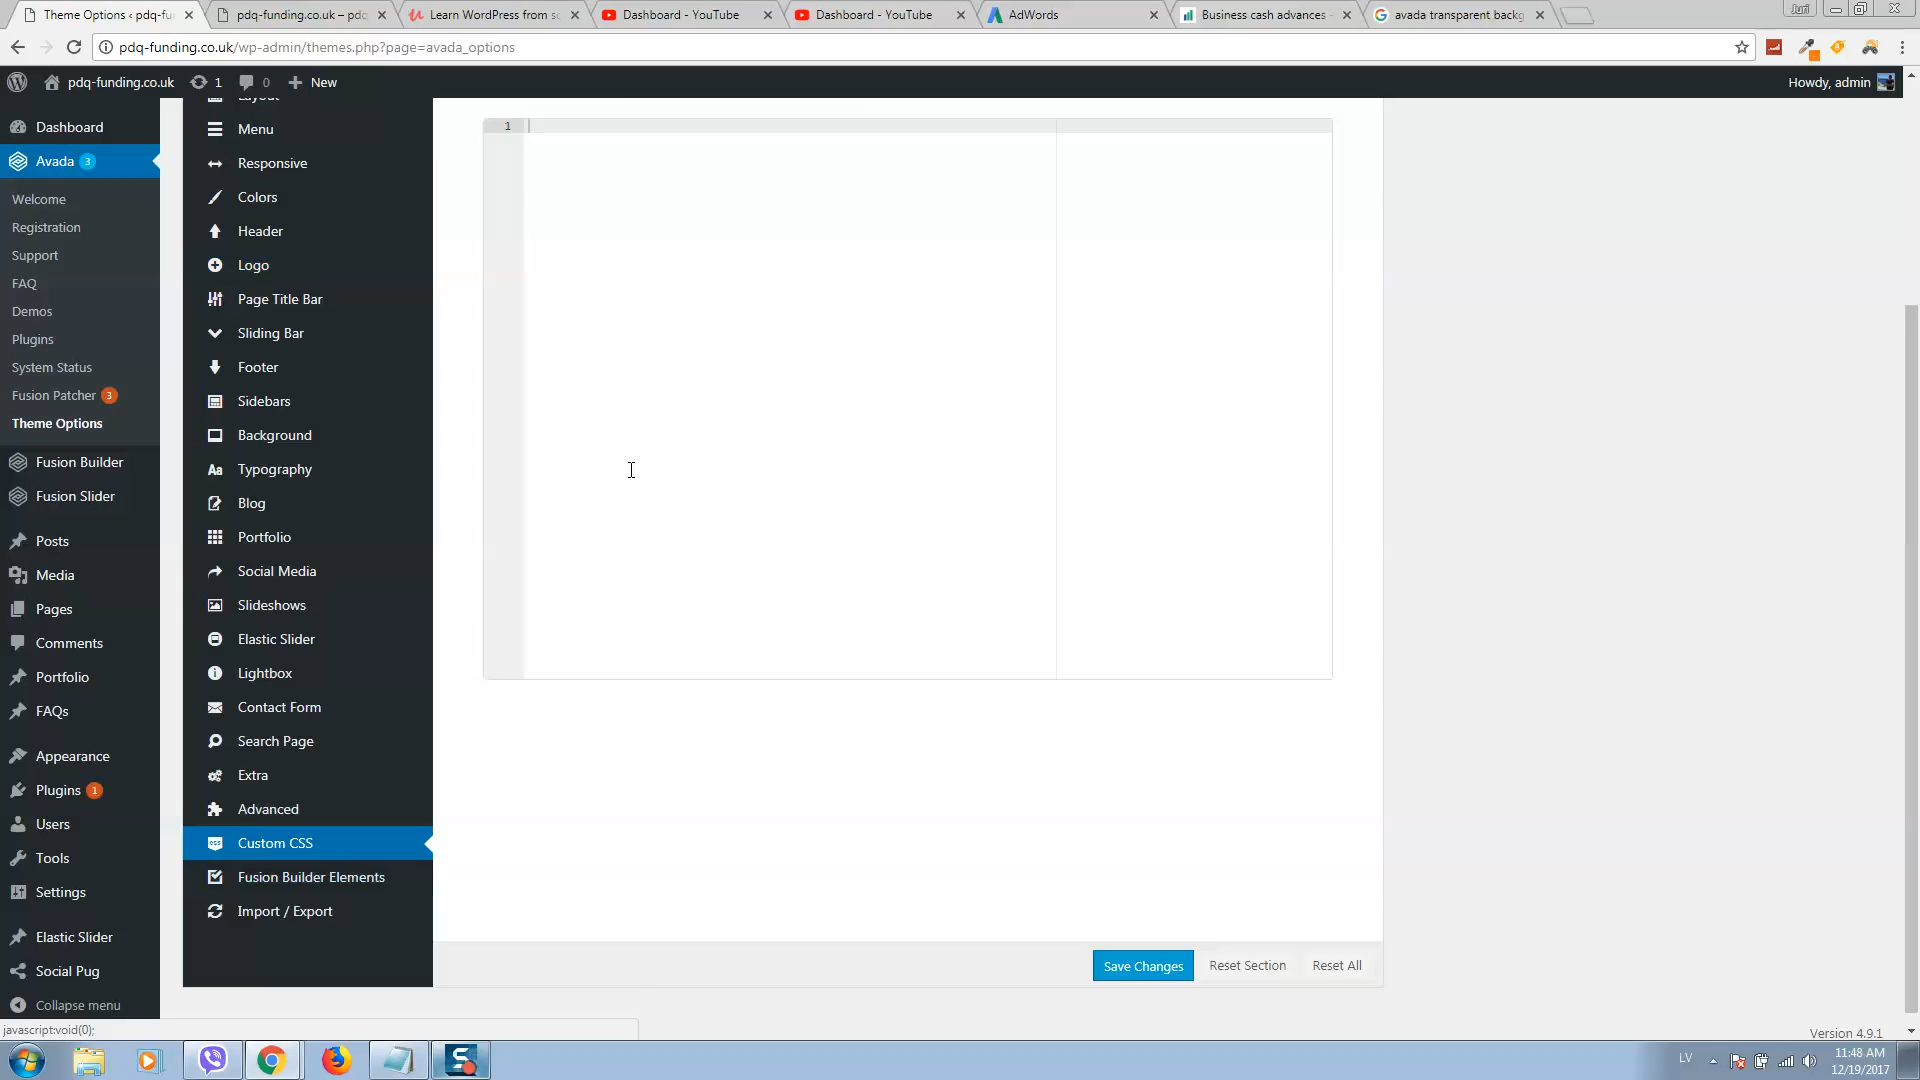 Theme Options ‹ pdq-fu
pdq-funding.co.uk – pdq
Learn WordPress from sc
Dashboard - YouTube
Dashboard - YouTube
AdWords
Business cash advances -
avada transparent backg
Juri
pdq-funding.co.uk/wp-admin/themes.php?page=avada_options
pdq-funding.co.uk
1
0
New
Howdy, admin
Dashboard
Avada 3
Welcome
Registration
Support
FAQ
Demos
Plugins
System Status
Fusion Patcher 3
Theme Options
Fusion Builder
Fusion Slider
Posts
Media
Pages
Comments
Portfolio
FAQs
Appearance
Plugins 1
Users
Tools
Settings
Elastic Slider
Social Pug
Collapse menu
Layout
Menu
Responsive
Colors
Header
Logo
Page Title Bar
Sliding Bar
Footer
Sidebars
Background
Aa Typography
Blog
Portfolio
Social Media
Slideshows
Elastic Slider
Lightbox
Contact Form
Search Page
Extra
Advanced
css Custom CSS
Fusion Builder Elements
Import / Export
1
Save Changes
Reset Section
Reset All
Version 4.9.1
javascript:void(0);
LV
11:48 AM
12/19/2017